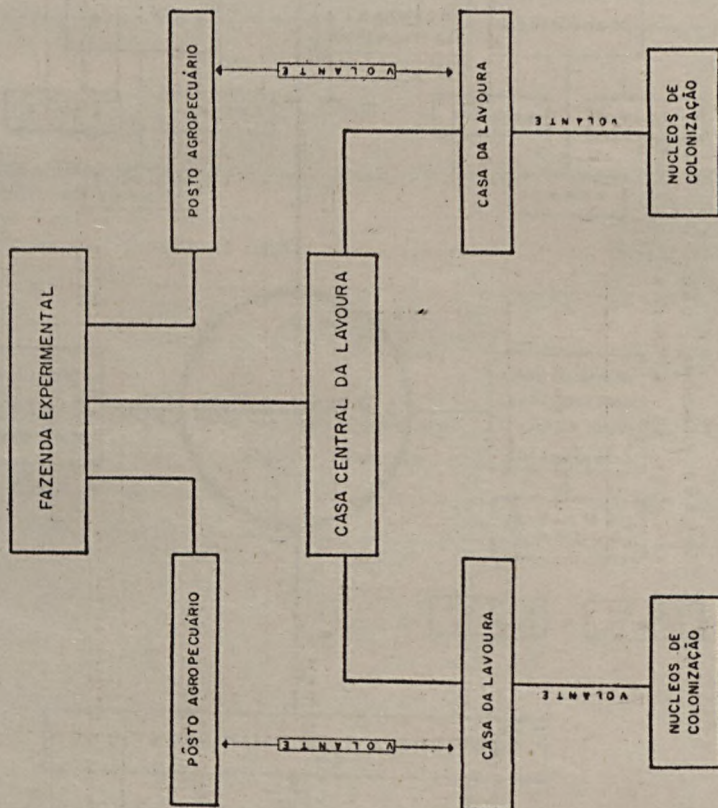 FAZENDA EXPERIMENTAL
PÔSTO AGROPECUÁRIO
POSTO AGROPECUÁRIO
VOLANTE
VOLANTE
CASA CENTRAL DA LAVOURA
CASA DA LAVOURA
CASA DA LAVOURA
VOLANTE
VOLANTE
NUCLEOS DE
COLONIZAÇÃO
NUCLEOS DE
COLONIZAÇÃO